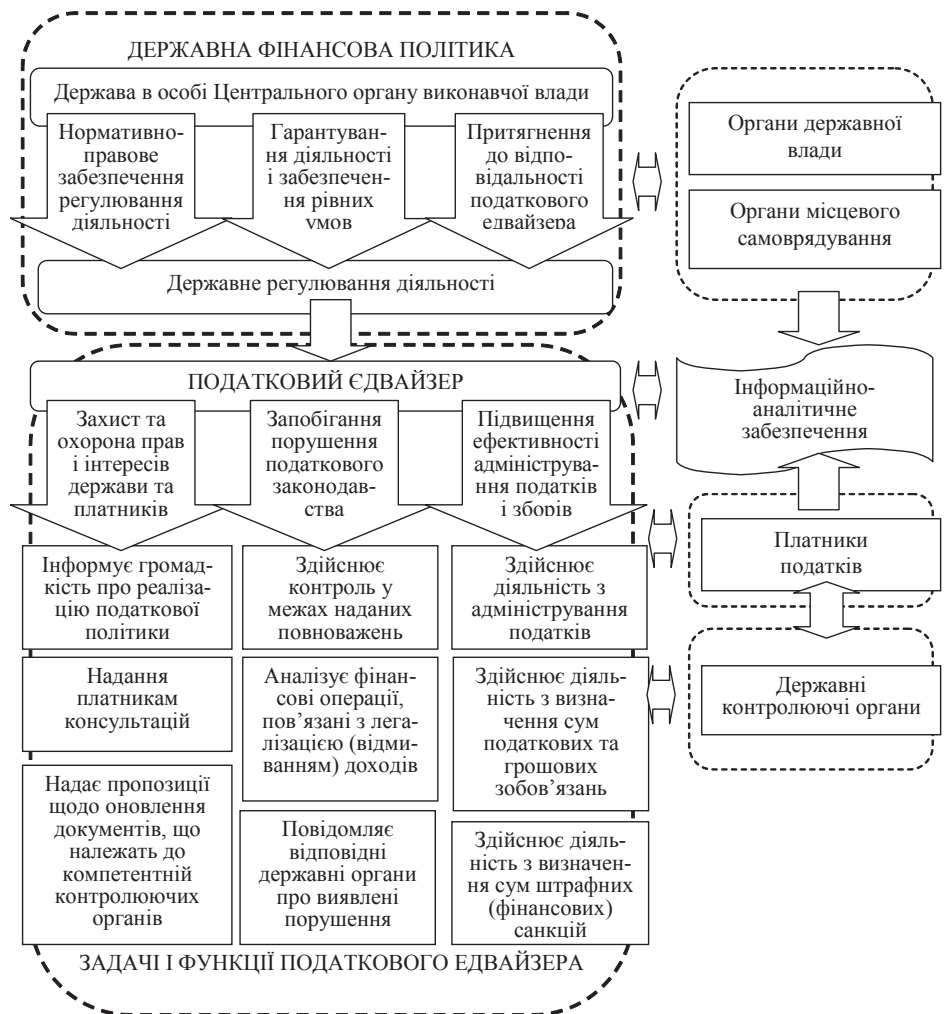 ДЕРЖАВНА ФІНАНСОВА ПОЛІТИКА
Держава в особі Центрального органу виконавчої влади
Нормативно-
правове
забезпечення
регулювання
діяльності
Гарантуван-
ня діяльності
і забезпечен-
ня рівних
умов
Притягнення
до відпо-
відальності
податкового
едвайзера
Державне регулювання діяльності
Органи державної
влади
Органи місцевого
самоврядування
ПОДАТКОВИЙ ЄДВАЙЗЕР
Інформаційно-
аналітичне
забезпечення
Захист та
охорона прав
і інтересів
держави та
платників
Запобігання
порушення
податкового
законодав-
ства
Підвищення
ефективності
адмініструва-
ння податків
і зборів
Платники
податків
Державні
контролюючі органи
Інформує громад-
кість про реаліза-
цію податкової
політики
Здійснює
контроль у
межах наданих
повноважень
Здійснює
діяльність з
адміністрування
податків
Надання
платникам
консультацій
Аналізує фінан-
сові операції,
пов’язані з лега-
лізацією (відми-
ванням) доходів
Здійснює діяль-
ність з визна-
чення сум
податкових та
грошових
зобов’язань
Надає пропозиції
щодо оновлення
документів, що
належать до
компетентній
контролюючих
органів
Повідомляє
відповідні
державні органи
про виявлені
порушення
Здійснює діяль-
ність з визначен-
ня сум штрафних
(фінансових)
санкцій
ЗАДАЧІ І ФУНКЦІЇ ПОДАТКОВОГО ЕДВАЙЗЕРА